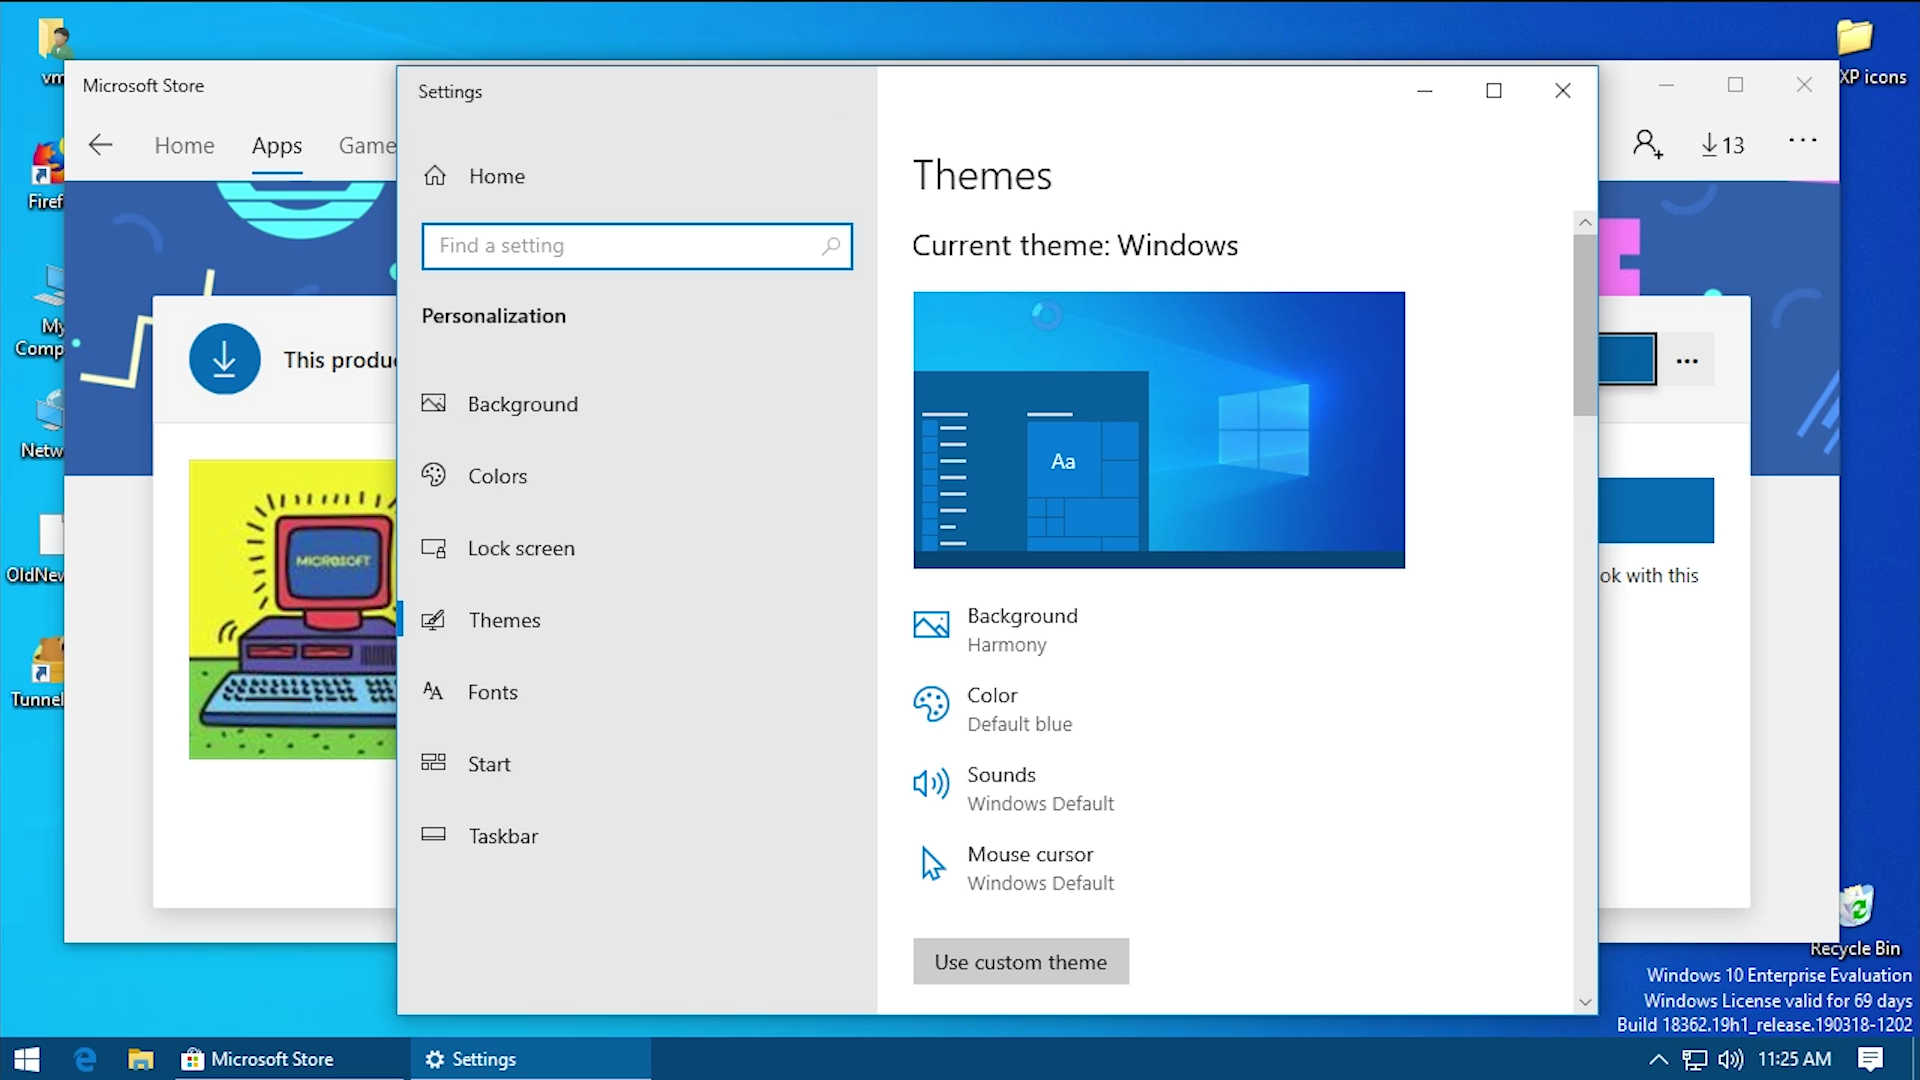 vm
XP icons
Firef
My
Comp
Netw
OldNew
Tunnel
Recycle Bin
Microsoft Store
Home
Apps
Game
13
This produ
MICROSOFT
ok with this
Settings
Home
Find a setting
Personalization
Background
Colors
Lock screen
Themes
Fonts
Start
Taskbar
Themes
Current theme: Windows
Aa
Background
Harmony
Color
Default blue
Sounds
Windows Default
Mouse cursor
Windows Default
Use custom theme
Windows 10 Enterprise Evaluation
Windows License valid for 69 days
Build 18362.19h1_release.190318-1202
Microsoft Store
Settings
11:25 AM